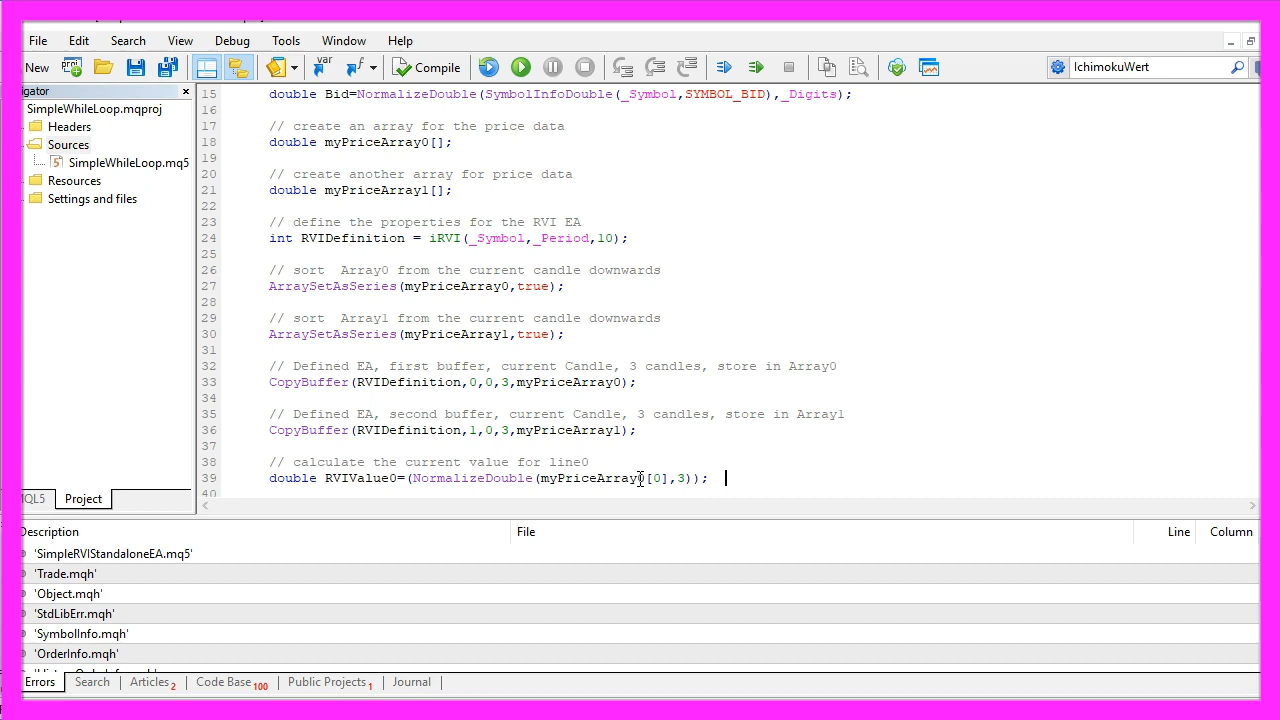 File Edit Search View Debug Tools Window Help
New Compile IchimokuWert
igator
SimpleWhileLoop.mqproj
Headers
Sources
SimpleWhileLoop.mq5
Resources
Settings and files
MQL5 Project
15 double Bid=NormalizeDouble(SymbolInfoDouble(_Symbol,SYMBOL_BID),_Digits);
16
17 // create an array for the price data
18 double myPriceArray0[];
19
20 // create another array for price data
21 double myPriceArray1[];
22
23 // define the properties for the RVI EA
24 int RVIDefinition = iRVI(_Symbol,_Period,10);
25
26 // sort  Array0 from the current candle downwards
27 ArraySetAsSeries(myPriceArray0,true);
28
29 // sort  Array1 from the current candle downwards
30 ArraySetAsSeries(myPriceArray1,true);
31
32 // Defined EA, first buffer, current Candle, 3 candles, store in Array0
33 CopyBuffer(RVIDefinition,0,0,3,myPriceArray0);
34
35 // Defined EA, second buffer, current Candle, 3 candles, store in Array1
36 CopyBuffer(RVIDefinition,1,0,3,myPriceArray1);
37
38 // calculate the current value for line0
39 double RVIValue0=(NormalizeDouble(myPriceArray0[0],3));
40
Description File Line Column
'SimpleRVIStandaloneEA.mq5'
'Trade.mqh'
'Object.mqh'
'StdLibErr.mqh'
'SymbolInfo.mqh'
'OrderInfo.mqh'
Errors Search Articles 2 Code Base 100 Public Projects 1 Journal